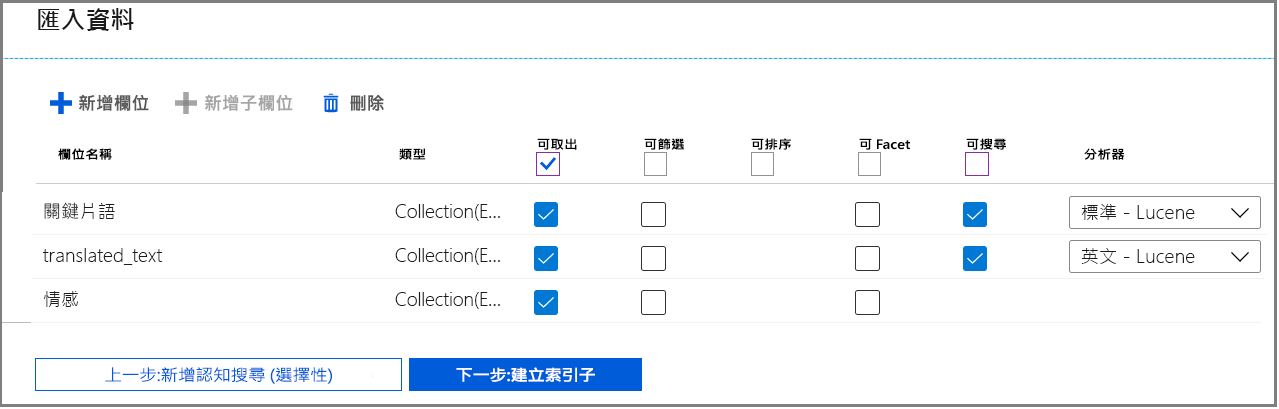 匯入資料
新增欄位 新增子欄位 刪除
欄位名稱 類型 可取出 可篩選 可排序 可 Facet 可搜尋 分析器
關鍵片語 Collection(E... 標準 - Lucene
translated_text Collection(E... 英文 - Lucene
情感 Collection(E...
上一步:新增認知搜尋 (選擇性) 下一步:建立索引子